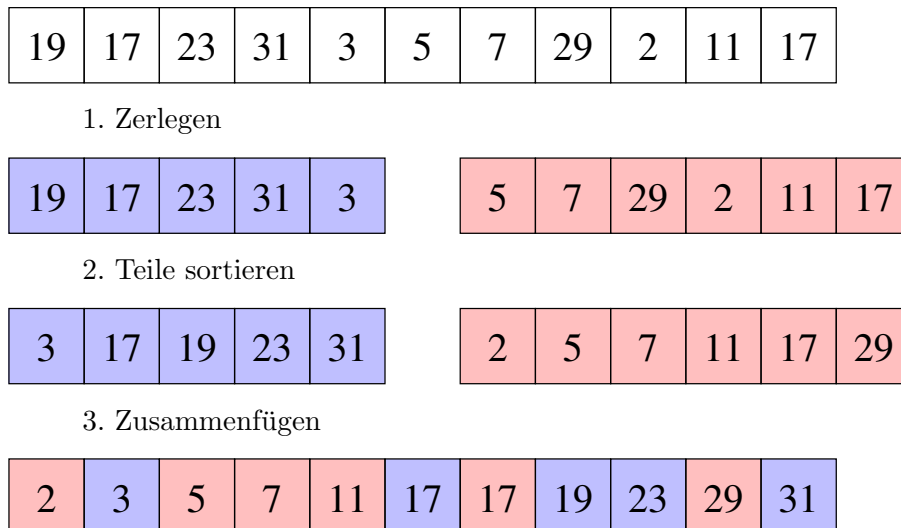 19 17 23 31 3 5 7 29 2 11 17
1. Zerlegen
19 17 23 31 3 5 7 29 2 11 17
2. Teile sortieren
3 17 19 23 31 2 5 7 11 17 29
3. Zusammenfügen
2 3 5 7 11 17 17 19 23 29 31